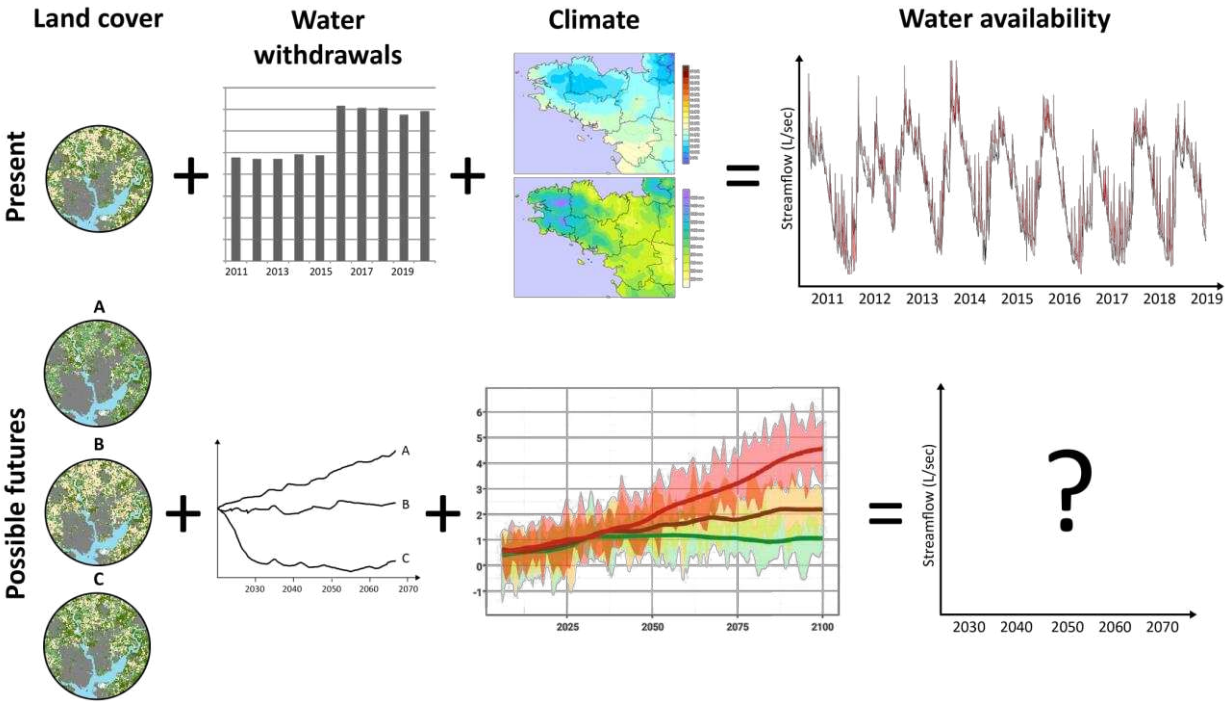 Land cover
Water
withdrawals
Climate
Water availability
Present
2011 2013 2015 2017 2019
Streamflow (L/sec)
2011 2012 2013 2014 2015 2016 2017 2018 2019
Possible futures
A
B
C
A
B
C
2030 2040 2050 2060 2070
6
5
4
3
2
1
0
-1
2025 2050 2075 2100
Streamflow (L/sec)
?
2030 2040 2050 2060 2070
+
+
=
+
+
=